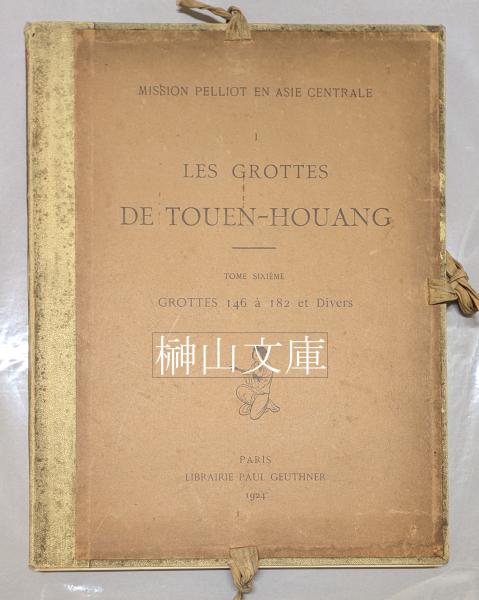 MISSION PELLIOT EN ASIE CENTRALE
I
LES GROTTES
DE TOUEN-HOUANG
TOME SIXIÈME
GROTTES 146 à 182 et Divers
榊山文庫
PARIS
LIBRAIRIE PAUL GEUTHNER
1924